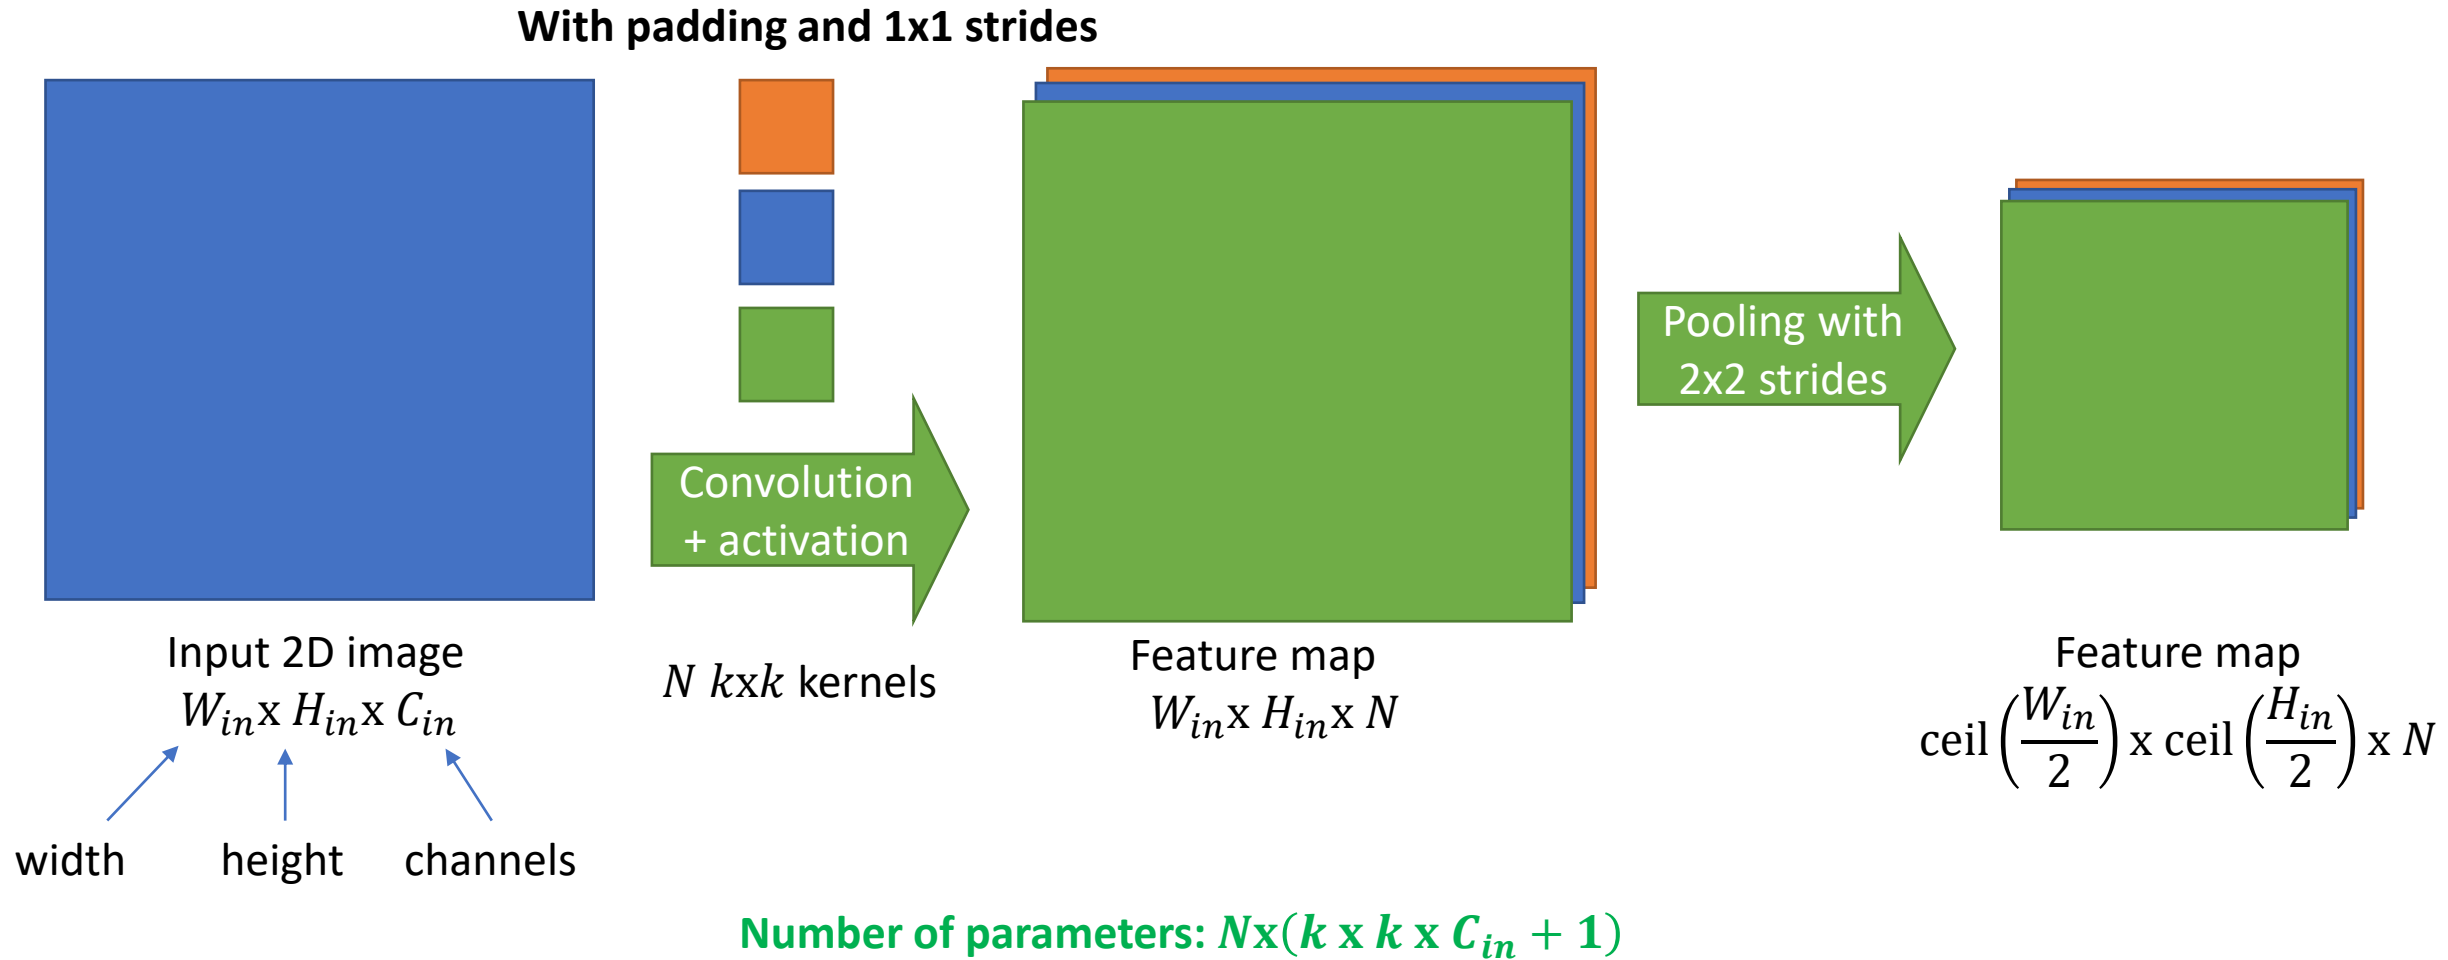 With padding and 1x1 strides
Convolution
+ activation
Pooling with
2x2 strides
Input 2D image
W_in x H_in x C_in
width
height
channels
N kxk kernels
Feature map
W_in x H_in x N
Feature map
ceil(W_in/2) x ceil(H_in/2) x N
Number of parameters: Nx(k x k x C_in + 1)